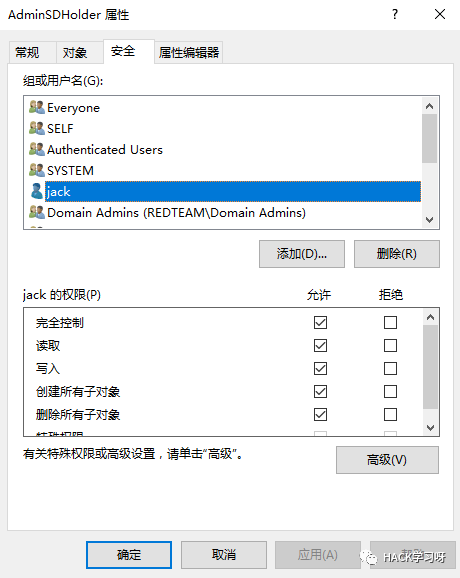 AdminSDHolder 属性
? ×
常规 对象 安全 属性编辑器
组或用户名(G):
Everyone
SELF
Authenticated Users
SYSTEM
jack
Domain Admins (REDTEAM\Domain Admins)
添加(D)... 删除(R)
jack 的权限(P) 允许 拒绝
完全控制
读取
写入
创建所有子对象
删除所有子对象
特殊权限
有关特殊权限或高级设置，请单击“高级”。
高级(V)
确定 取消 应用(A)
HACK学习呀